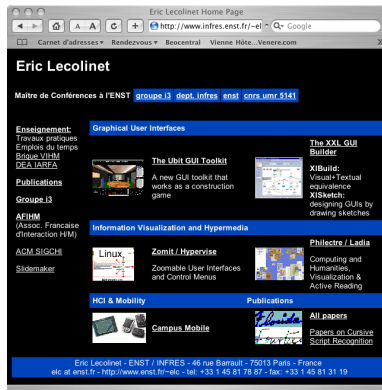 Eric Lecolinet Home Page
A A C + http://www.infres.enst.fr/~el Q- Google
Carnet d'adresses Rendezvous Beocentral Vienne Hôte...Venere.com
Eric Lecolinet
Maître de Conférences à l'ENST groupe i3 dept. infres enst cnrs umr 5141
Enseignement:
Travaux pratiques
Emplois du temps
Brique VIHM
DEA IARFA
Publications
Groupe i3
AFIHM
(Assoc. Francaise
d'Interaction H/M)
ACM SIGCHI
Slidemaker
Graphical User Interfaces
The Ubit GUI Toolkit
A new GUI toolkit that
works as a construction
game
The XXL GUI
Builder
XIBuild:
Visual+Textual
equivalence
XISketch:
designing GUIs by
drawing sketches
Information Visualization and Hypermedia
Linux
Zomit / Hypervise
Zoomable User Interfaces
and Control Menus
Philectre / Ladia
Computing and
Humanities,
Visualization &
Active Reading
HCI & Mobility Publications
Campus Mobile
Florida
All papers
Papers on Cursive
Script Recognition
Eric Lecolinet - ENST / INFRES - 46 rue Barrault - 75013 Paris - France
elc at enst.fr - http://www.enst.fr/~elc - tel: +33 1 45 81 78 87 - fax: +33 1 45 81 31 19